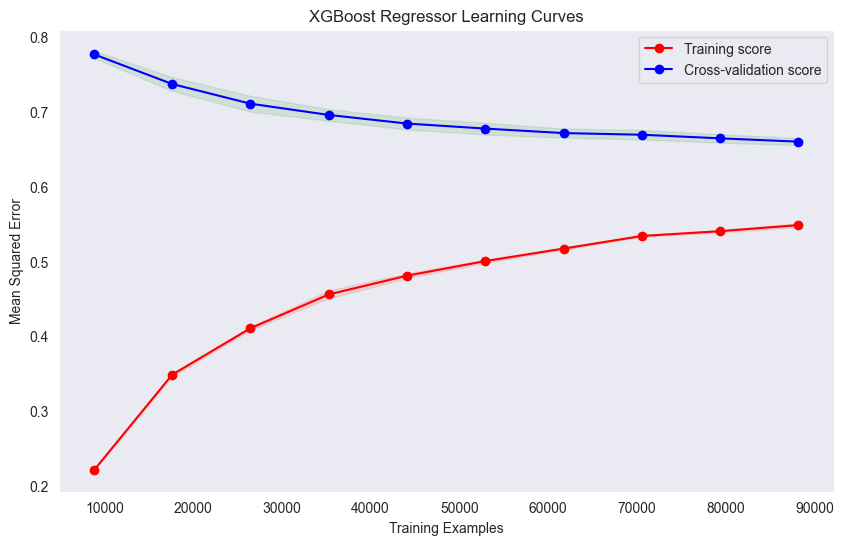 XGBoost Regressor Learning Curves
Training score
Cross-validation score
Mean Squared Error
0.8
0.7
0.6
0.5
0.4
0.3
0.2
10000 20000 30000 40000 50000 60000 70000 80000 90000
Training Examples